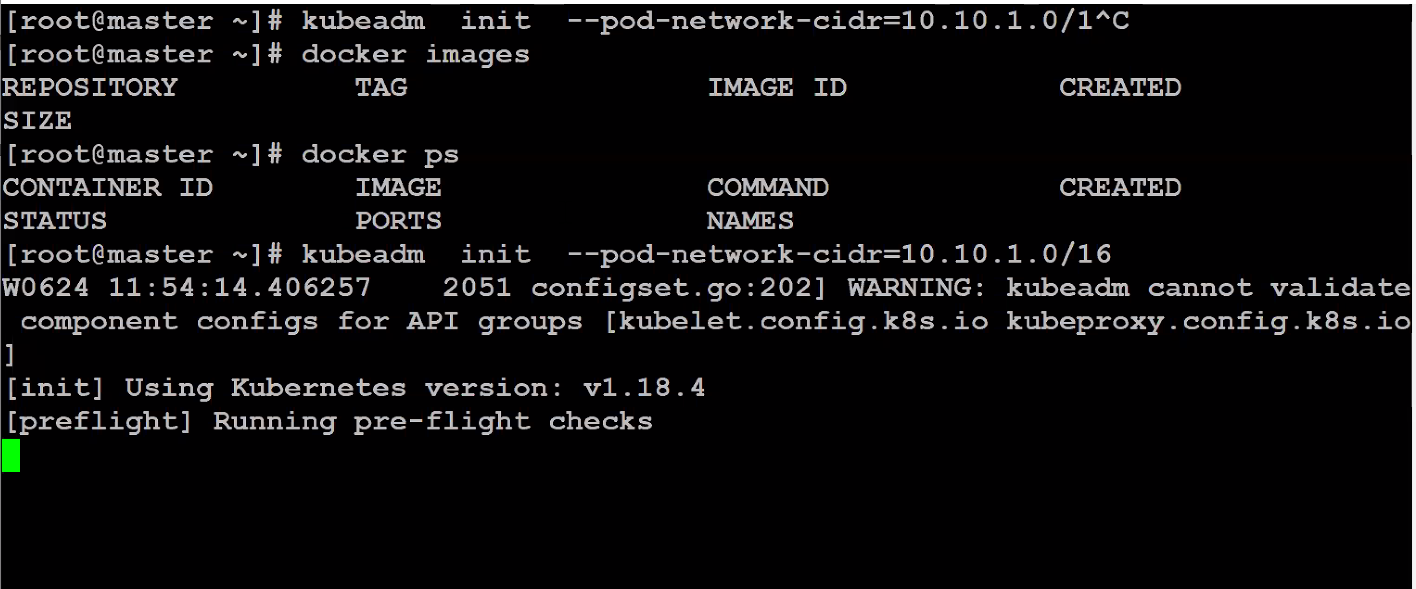 [root@master ~]# kubeadm  init  --pod-network-cidr=10.10.1.0/1^C
[root@master ~]# docker images
REPOSITORY          TAG                 IMAGE ID            CREATED
SIZE
[root@master ~]# docker ps
CONTAINER ID        IMAGE               COMMAND             CREATED
STATUS              PORTS               NAMES
[root@master ~]# kubeadm  init  --pod-network-cidr=10.10.1.0/16
W0624 11:54:14.406257    2051 configset.go:202] WARNING: kubeadm cannot validate
 component configs for API groups [kubelet.config.k8s.io kubeproxy.config.k8s.io
]
[init] Using Kubernetes version: v1.18.4
[preflight] Running pre-flight checks